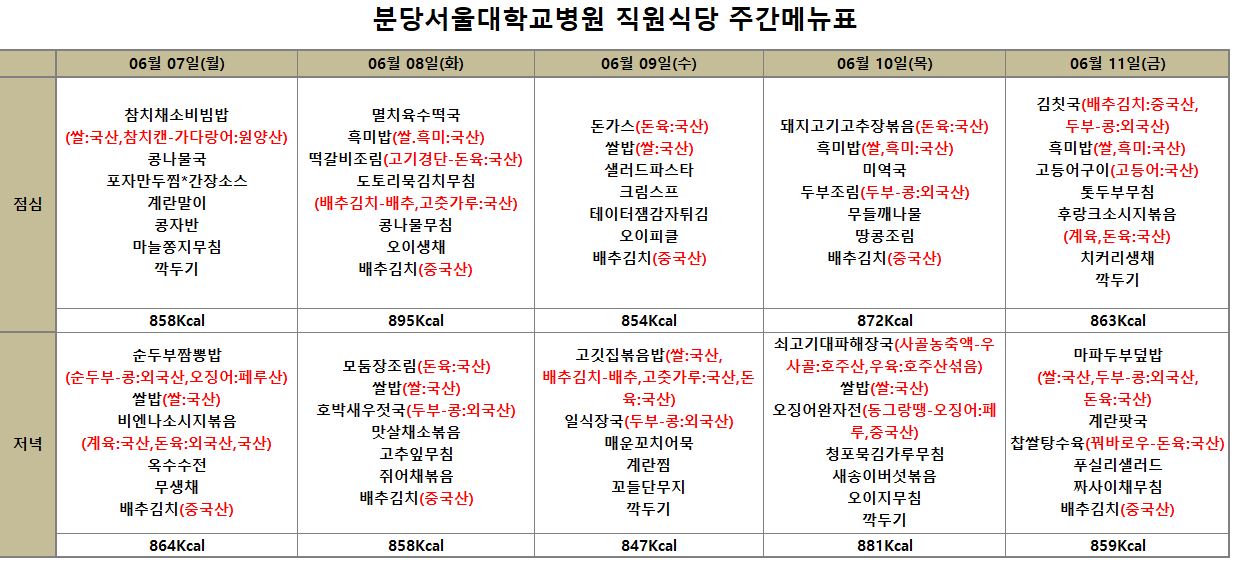 분당서울대학교병원 직원식당 주간메뉴표
06월 07일(월)
06월 08일(화)
06월 09일(수)
06월 10일(목)
06월 11일(금)
점심
참치채소비빔밥
(쌀:국산,참치캔-가다랑어:원양산)
콩나물국
포자만두찜*간장소스
계란말이
콩자반
마늘쫑지무침
깍두기
멸치육수떡국
흑미밥(쌀.흑미:국산)
떡갈비조림(고기경단-돈육:국산)
도토리묵김치무침
(배추김치-배추,고춧가루:국산)
콩나물무침
오이생채
배추김치(중국산)
돈가스(돈육:국산)
쌀밥(쌀:국산)
샐러드파스타
크림스프
테이터잼감자튀김
오이피클
배추김치(중국산)
돼지고기고추장볶음(돈육:국산)
흑미밥(쌀,흑미:국산)
미역국
두부조림(두부-콩:외국산)
무들깨나물
땅콩조림
배추김치(중국산)
김칫국(배추김치:중국산,
두부-콩:외국산)
흑미밥(쌀,흑미:국산)
고등어구이(고등어:국산)
톳두부무침
후랑크소시지볶음
(계육,돈육:국산)
치커리생채
깍두기
858Kcal
895Kcal
854Kcal
872Kcal
863Kcal
저녁
순두부짬뽕밥
(순두부-콩:외국산,오징어:페루산)
쌀밥(쌀:국산)
비엔나소시지볶음
(계육:국산,돈육:외국산,국산)
옥수수전
무생채
배추김치(중국산)
모둠장조림(돈육:국산)
쌀밥(쌀:국산)
호박새우젓국(두부-콩:외국산)
맛살채소볶음
고추잎무침
쥐어채볶음
배추김치(중국산)
고깃집볶음밥(쌀:국산,
배추김치-배추,고춧가루:국산,돈
육:국산)
일식장국(두부-콩:외국산)
매운꼬치어묵
계란찜
꼬들단무지
깍두기
쇠고기대파해장국(사골농축액-우
사골:호주산,우육:호주산섞음)
쌀밥(쌀:국산)
오징어완자전(동그랑땡-오징어:페
루,중국산)
청포묵김가루무침
새송이버섯볶음
오이지무침
깍두기
마파두부덮밥
(쌀:국산,두부-콩:외국산,
돈육:국산)
계란팟국
찹쌀탕수육(꿔바로우-돈육:국산)
푸실리샐러드
짜사이채무침
배추김치(중국산)
864Kcal
858Kcal
847Kcal
881Kcal
859Kcal